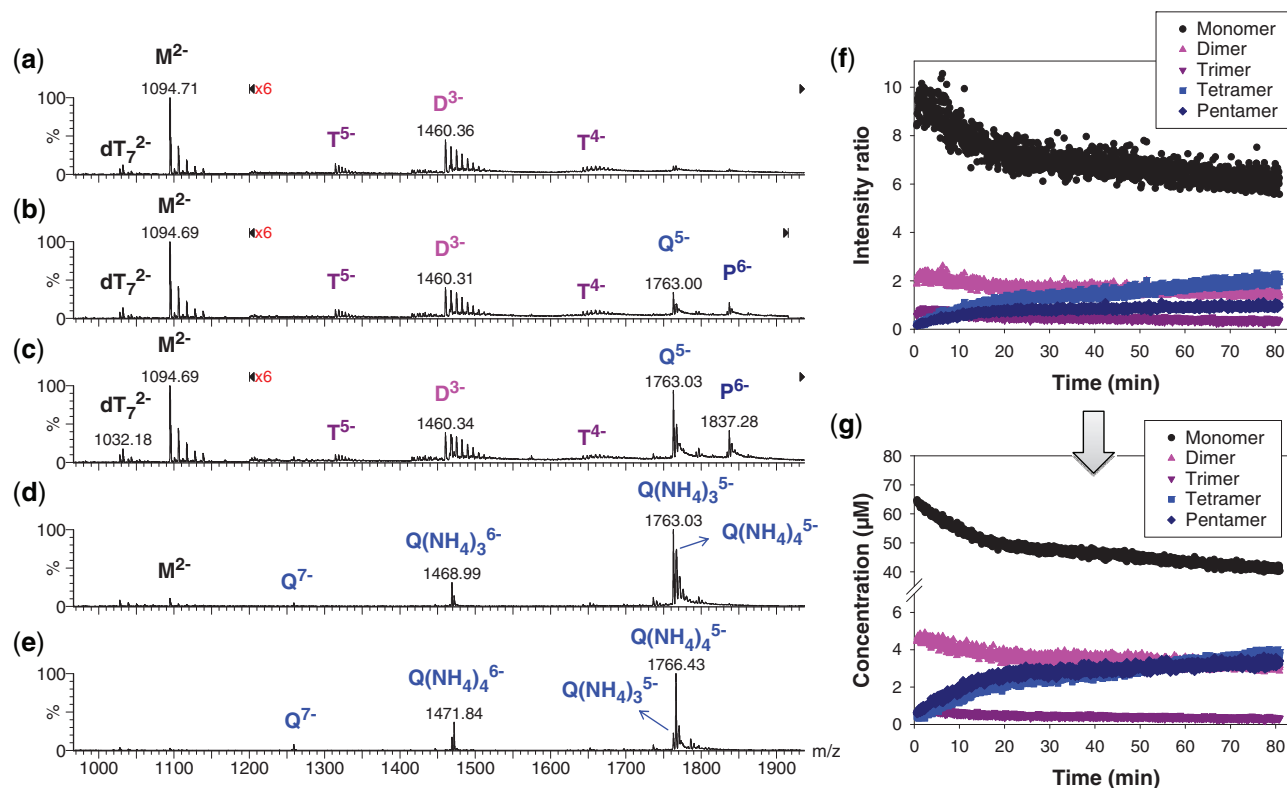 (a)
M2-
1094.71
x6
100
%
0
dT72-
T5-
D3-
1460.36
T4-
(b)
M2-
1094.69
x6
100
%
0
dT72-
T5-
D3-
1460.31
T4-
Q5-
1763.00
P6-
(c)
M2-
1094.69
x6
100
%
0
dT72-
1032.18
T5-
D3-
1460.34
T4-
Q5-
1763.03
P6-
1837.28
(d)
100
%
0
M2-
Q7-
Q(NH4)36-
1468.99
Q(NH4)35-
1763.03
Q(NH4)45-
(e)
100
%
0
Q7-
Q(NH4)46-
1471.84
Q(NH4)45-
1766.43
Q(NH4)35-
m/z
1000 1100 1200 1300 1400 1500 1600 1700 1800 1900
(f)
Monomer
Dimer
Trimer
Tetramer
Pentamer
Intensity ratio
10
8
6
4
2
0
0 10 20 30 40 50 60 70 80
Time (min)
(g)
Monomer
Dimer
Trimer
Tetramer
Pentamer
Concentration (µM)
80
70
60
50
40
6
4
2
0
0 10 20 30 40 50 60 70 80
Time (min)